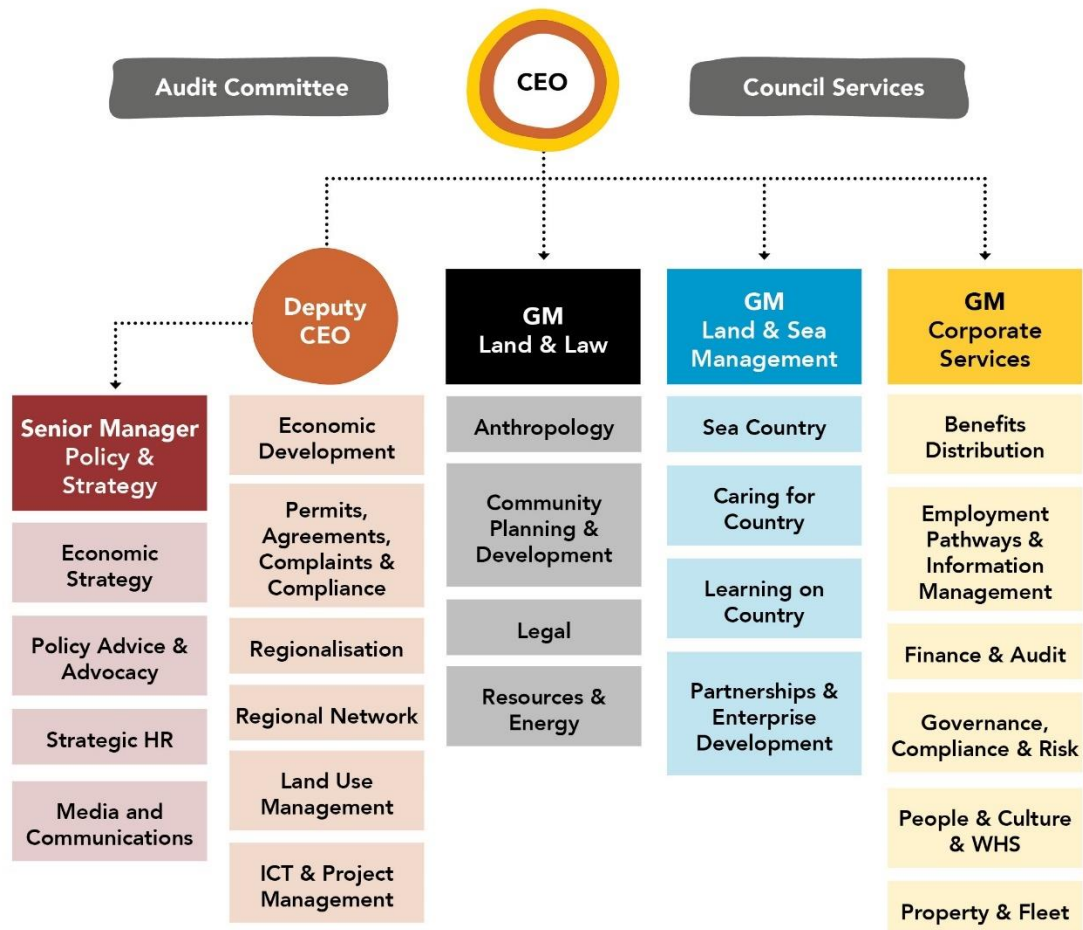 Audit Committee
CEO
Council Services
Deputy
CEO
GM
Land & Law
GM
Land & Sea
Management
GM
Corporate
Services
Senior Manager
Policy &
Strategy
Economic
Strategy
Policy Advice &
Advocacy
Strategic HR
Media and
Communications
Economic
Development
Permits,
Agreements,
Complaints &
Compliance
Regionalisation
Regional Network
Land Use
Management
ICT & Project
Management
Anthropology
Community
Planning &
Development
Legal
Resources &
Energy
Sea Country
Caring for
Country
Learning on
Country
Partnerships &
Enterprise
Development
Benefits
Distribution
Employment
Pathways &
Information
Management
Finance & Audit
Governance,
Compliance & Risk
People & Culture
& WHS
Property & Fleet